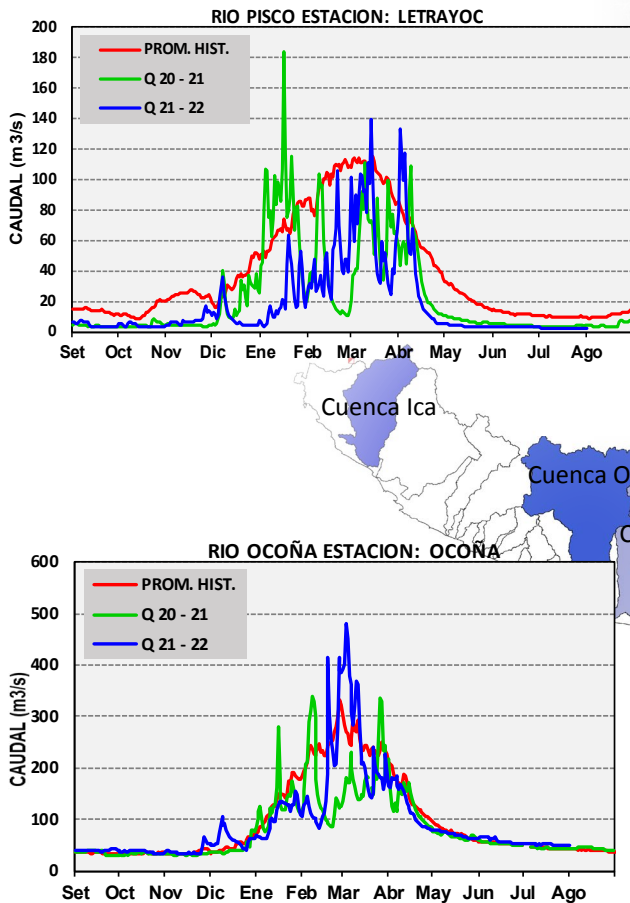 RIO PISCO ESTACION: LETRAYOC
200
180
160
140
120
100
80
60
40
20
0
CAUDAL (m 3/s)
PROM. HIST.
Q 20 - 21
Q 21 - 22
Set Oct Nov Dic Ene Feb Mar Abr May Jun Jul Ago
Cuenca Ica
Cuenca O
C
RIO OCOÑA ESTACION: OCOÑA
600
500
400
300
200
100
0
CAUDAL (m3/s)
PROM. HIST.
Q 20 - 21
Q 21 - 22
Set Oct Nov Dic Ene Feb Mar Abr May Jun Jul Ago